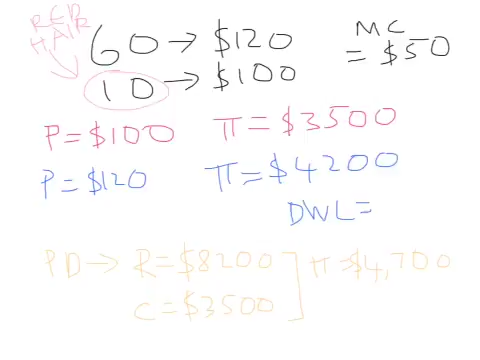 RED
HAIR
60 → $120
10 → $100
MC
= $50
P = $100 π = $3500
P = $120 π = $4200
DWL =
PD → R = $8200
C = $3500 ] π = $4,700